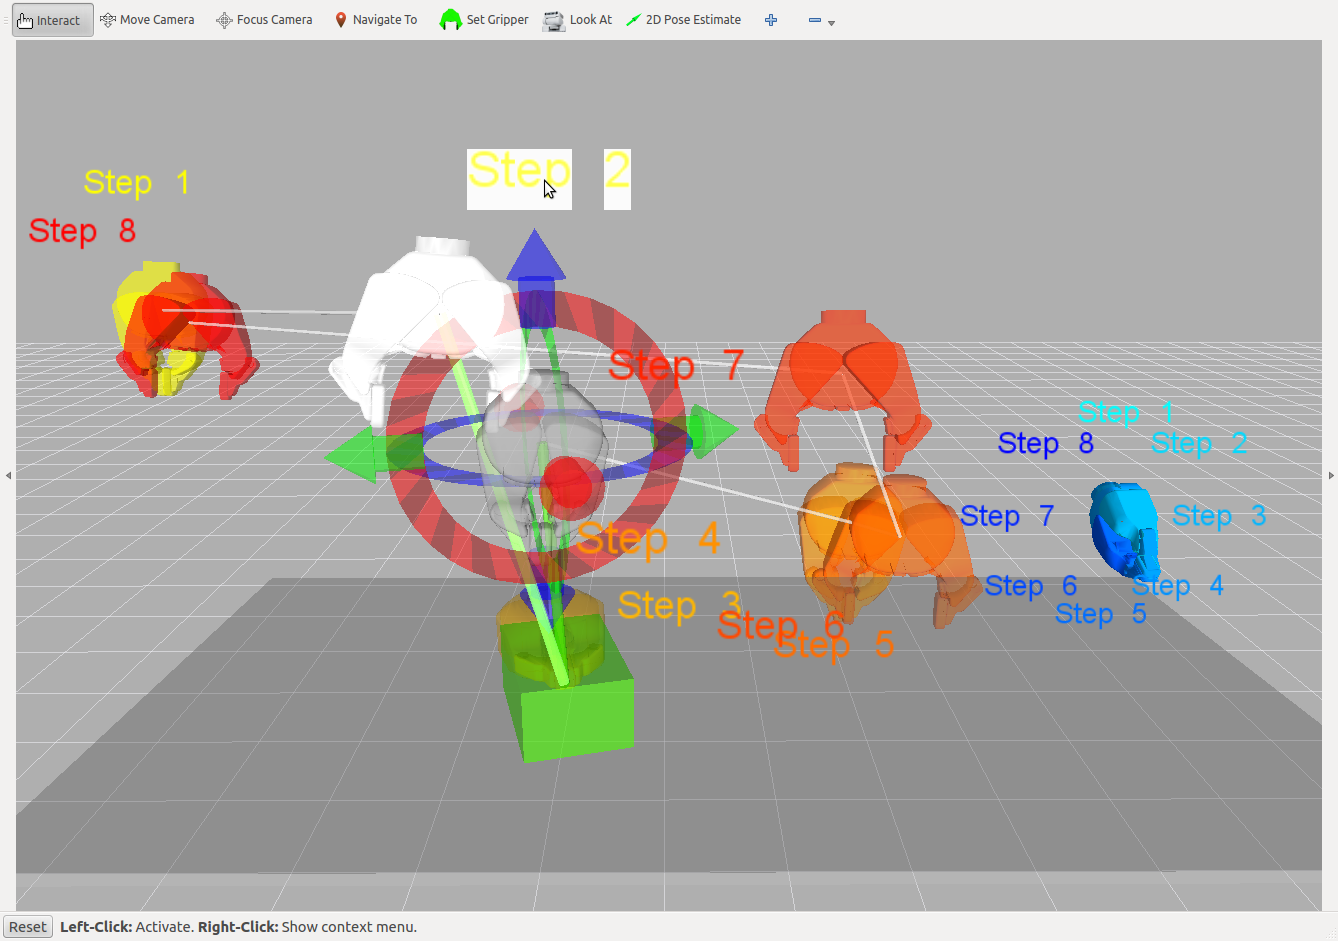 Interact Move Camera Focus Camera Navigate To Set Gripper Look At 2D Pose Estimate
Step 2
Step 1
Step 8
Step 7
Step 1
Step 8 Step 2
Step 7 Step 3
Step 4
Step 6 Step 4
Step 3 Step 5
Step 6
Step 5
Reset Left-Click: Activate. Right-Click: Show context menu.